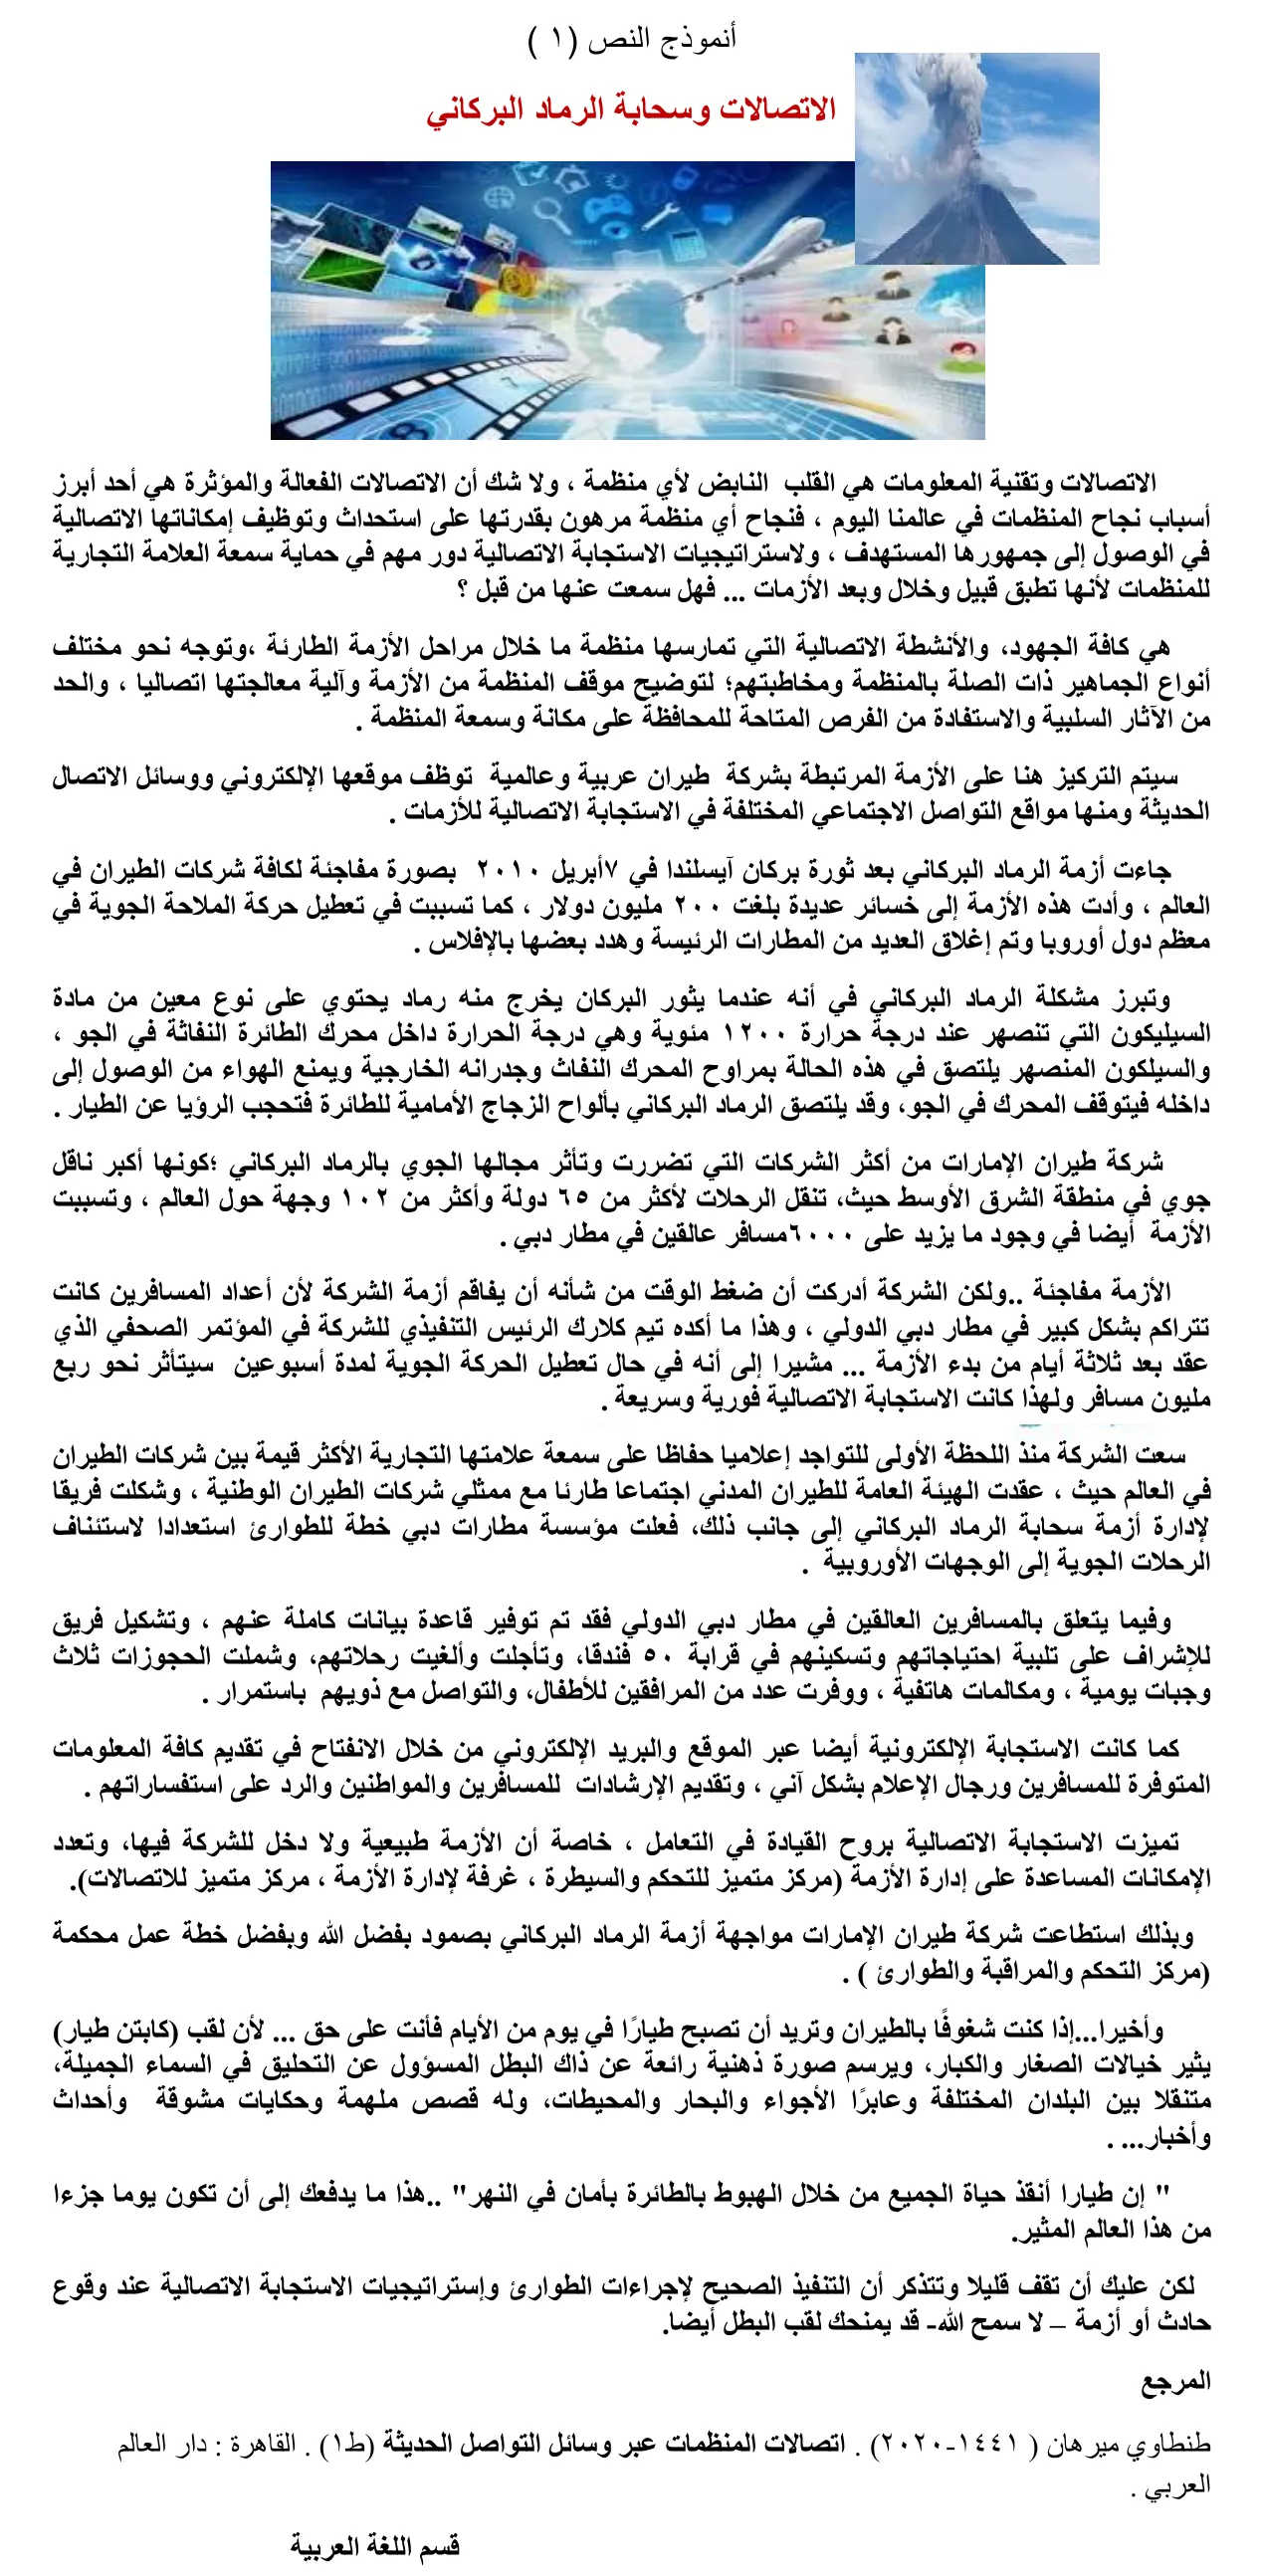 أنموذج النص (١ )
الاتصالات وسحابة الرماد البركاني
الاتصالات وتقنية المعلومات هي القلب النابض لأي منظمة ، ولا شك أن الاتصالات الفعالة والمؤثرة هي أحد أبرز
أسباب نجاح المنظمات في عالمنا اليوم ، فنجاح أي منظمة مرهون بقدرتها على استحداث وتوظيف إمكاناتها الاتصالية
في الوصول إلى جمهورها المستهدف ، ولاستراتيجيات الاستجابة الاتصالية دور مهم في حماية سمعة العلامة التجارية
للمنظمات لأنها تطبق قبيل وخلال وبعد الأزمات ... فهل سمعت عنها من قبل ؟
هي كافة الجهود، والأنشطة الاتصالية التي تمارسها منظمة ما خلال مراحل الأزمة الطارئة ،وتوجه نحو مختلف
أنواع الجماهير ذات الصلة بالمنظمة ومخاطبتهم؛ لتوضيح موقف المنظمة من الأزمة وآلية معالجتها اتصاليا ، والحد
من الآثار السلبية والاستفادة من الفرص المتاحة للمحافظة على مكانة وسمعة المنظمة .
سيتم التركيز هنا على الأزمة المرتبطة بشركة طيران عربية وعالمية توظف موقعها الإلكتروني ووسائل الاتصال
الحديثة ومنها مواقع التواصل الاجتماعي المختلفة في الاستجابة الاتصالية للأزمات .
جاءت أزمة الرماد البركاني بعد ثورة بركان آيسلندا في ٧أبريل ٢٠١٠ بصورة مفاجئة لكافة شركات الطيران في
العالم ، وأدت هذه الأزمة إلى خسائر عديدة بلغت ٢٠٠ مليون دولار ، كما تسببت في تعطيل حركة الملاحة الجوية في
معظم دول أوروبا وتم إغلاق العديد من المطارات الرئيسة وهدد بعضها بالإفلاس .
وتبرز مشكلة الرماد البركاني في أنه عندما يثور البركان يخرج منه رماد يحتوي على نوع معين من مادة
السيليكون التي تنصهر عند درجة حرارة ١٢٠٠ مئوية وهي درجة الحرارة داخل محرك الطائرة النفاثة في الجو ،
والسيلكون المنصهر يلتصق في هذه الحالة بمراوح المحرك النفاث وجدرانه الخارجية ويمنع الهواء من الوصول إلى
داخله فيتوقف المحرك في الجو، وقد يلتصق الرماد البركاني بألواح الزجاج الأمامية للطائرة فتحجب الرؤيا عن الطيار .
شركة طيران الإمارات من أكثر الشركات التي تضررت وتأثر مجالها الجوي بالرماد البركاني ؛كونها أكبر ناقل
جوي في منطقة الشرق الأوسط حيث، تنقل الرحلات لأكثر من ٦٥ دولة وأكثر من ١٠٢ وجهة حول العالم ، وتسببت
الأزمة أيضا في وجود ما يزيد على ٦٠٠٠مسافر عالقين في مطار دبي .
الأزمة مفاجئة ..ولكن الشركة أدركت أن ضغط الوقت من شأنه أن يفاقم أزمة الشركة لأن أعداد المسافرين كانت
تتراكم بشكل كبير في مطار دبي الدولي ، وهذا ما أكده تيم كلارك الرئيس التنفيذي للشركة في المؤتمر الصحفي الذي
عقد بعد ثلاثة أيام من بدء الأزمة ... مشيرا إلى أنه في حال تعطيل الحركة الجوية لمدة أسبوعين سيتأثر نحو ربع
مليون مسافر ولهذا كانت الاستجابة الاتصالية فورية وسريعة .
سعت الشركة منذ اللحظة الأولى للتواجد إعلاميا حفاظا على سمعة علامتها التجارية الأكثر قيمة بين شركات الطيران
في العالم حيث ، عقدت الهيئة العامة للطيران المدني اجتماعا طارئا مع ممثلي شركات الطيران الوطنية ، وشكلت فريقا
لإدارة أزمة سحابة الرماد البركاني إلى جانب ذلك، فعلت مؤسسة مطارات دبي خطة للطوارئ استعدادا لاستئناف
الرحلات الجوية إلى الوجهات الأوروبية .
وفيما يتعلق بالمسافرين العالقين في مطار دبي الدولي فقد تم توفير قاعدة بيانات كاملة عنهم ، وتشكيل فريق
للإشراف على تلبية احتياجاتهم وتسكينهم في قرابة ٥٠ فندقا، وتأجلت وألغيت رحلاتهم، وشملت الحجوزات ثلاث
وجبات يومية ، ومكالمات هاتفية ، ووفرت عدد من المرافقين للأطفال، والتواصل مع ذويهم باستمرار .
كما كانت الاستجابة الإلكترونية أيضا عبر الموقع والبريد الإلكتروني من خلال الانفتاح في تقديم كافة المعلومات
المتوفرة للمسافرين ورجال الإعلام بشكل آني ، وتقديم الإرشادات للمسافرين والمواطنين والرد على استفساراتهم .
تميزت الاستجابة الاتصالية بروح القيادة في التعامل ، خاصة أن الأزمة طبيعية ولا دخل للشركة فيها، وتعدد
الإمكانات المساعدة على إدارة الأزمة (مركز متميز للتحكم والسيطرة ، غرفة لإدارة الأزمة ، مركز متميز للاتصالات).
وبذلك استطاعت شركة طيران الإمارات مواجهة أزمة الرماد البركاني بصمود بفضل الله وبفضل خطة عمل محكمة
(مركز التحكم والمراقبة والطوارئ ) .
وأخيرا...إذا كنت شغوفًا بالطيران وتريد أن تصبح طيارًا في يوم من الأيام فأنت على حق ... لأن لقب (كابتن طيار)
يثير خيالات الصغار والكبار، ويرسم صورة ذهنية رائعة عن ذاك البطل المسؤول عن التحليق في السماء الجميلة،
متنقلا بين البلدان المختلفة وعابرًا الأجواء والبحار والمحيطات، وله قصص ملهمة وحكايات مشوقة وأحداث
وأخبار... .
" إن طيارا أنقذ حياة الجميع من خلال الهبوط بالطائرة بأمان في النهر" ..هذا ما يدفعك إلى أن تكون يوما جزءا
من هذا العالم المثير.
لكن عليك أن تقف قليلا وتتذكر أن التنفيذ الصحيح لإجراءات الطوارئ وإستراتيجيات الاستجابة الاتصالية عند وقوع
حادث أو أزمة – لا سمح الله- قد يمنحك لقب البطل أيضا.
المرجع
طنطاوي ميرهان ( ١٤٤١-٢٠٢٠) . اتصالات المنظمات عبر وسائل التواصل الحديثة (ط١) . القاهرة : دار العالم
العربي .
قسم اللغة العربية